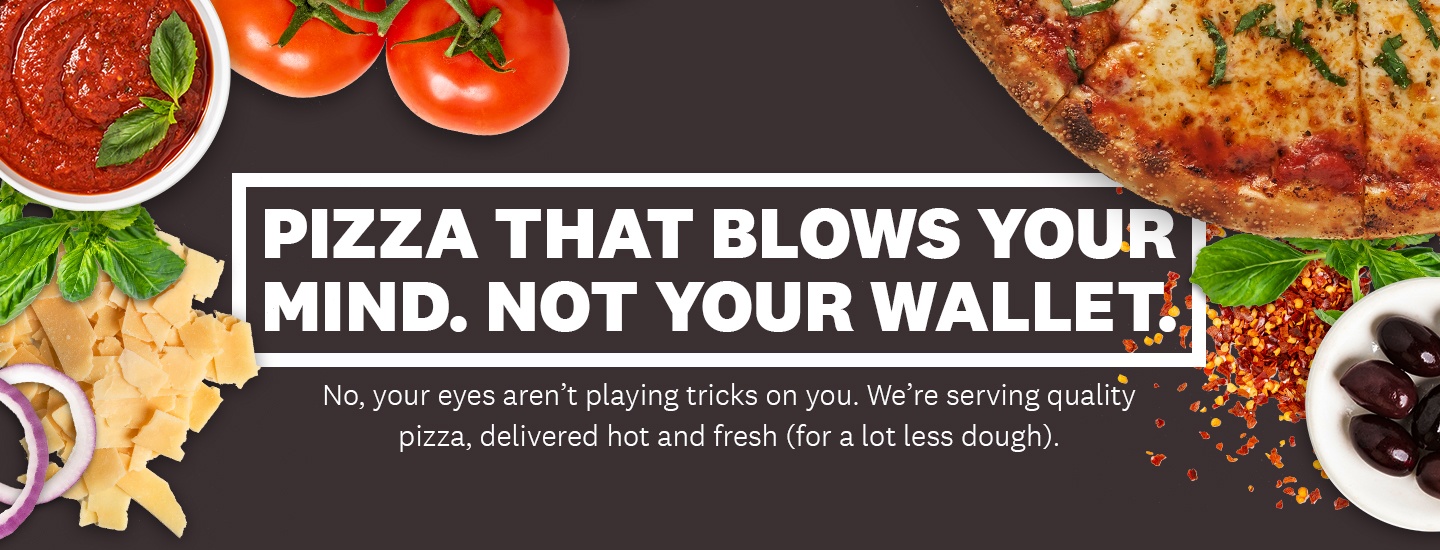 PIZZA THAT BLOWS YOUR
MIND. NOT YOUR WALLET.
No, your eyes aren’t playing tricks on you. We’re serving quality
pizza, delivered hot and fresh (for a lot less dough).